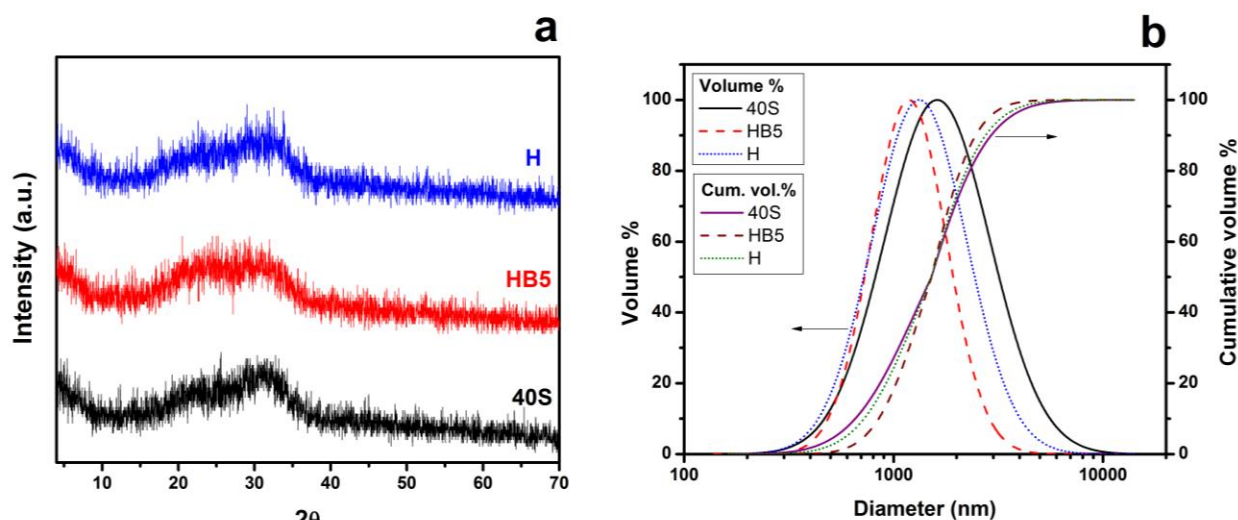 a
Intensity (a.u.)
H
HB5
40S
10 20 30 40 50 60 70
2θ
b
Volume %
40S
HB5
H
Cum. vol.%
40S
HB5
H
Volume %
100
80
60
40
20
0
100
80
60
40
20
0
Cumulative volume %
100 1000 10000
Diameter (nm)